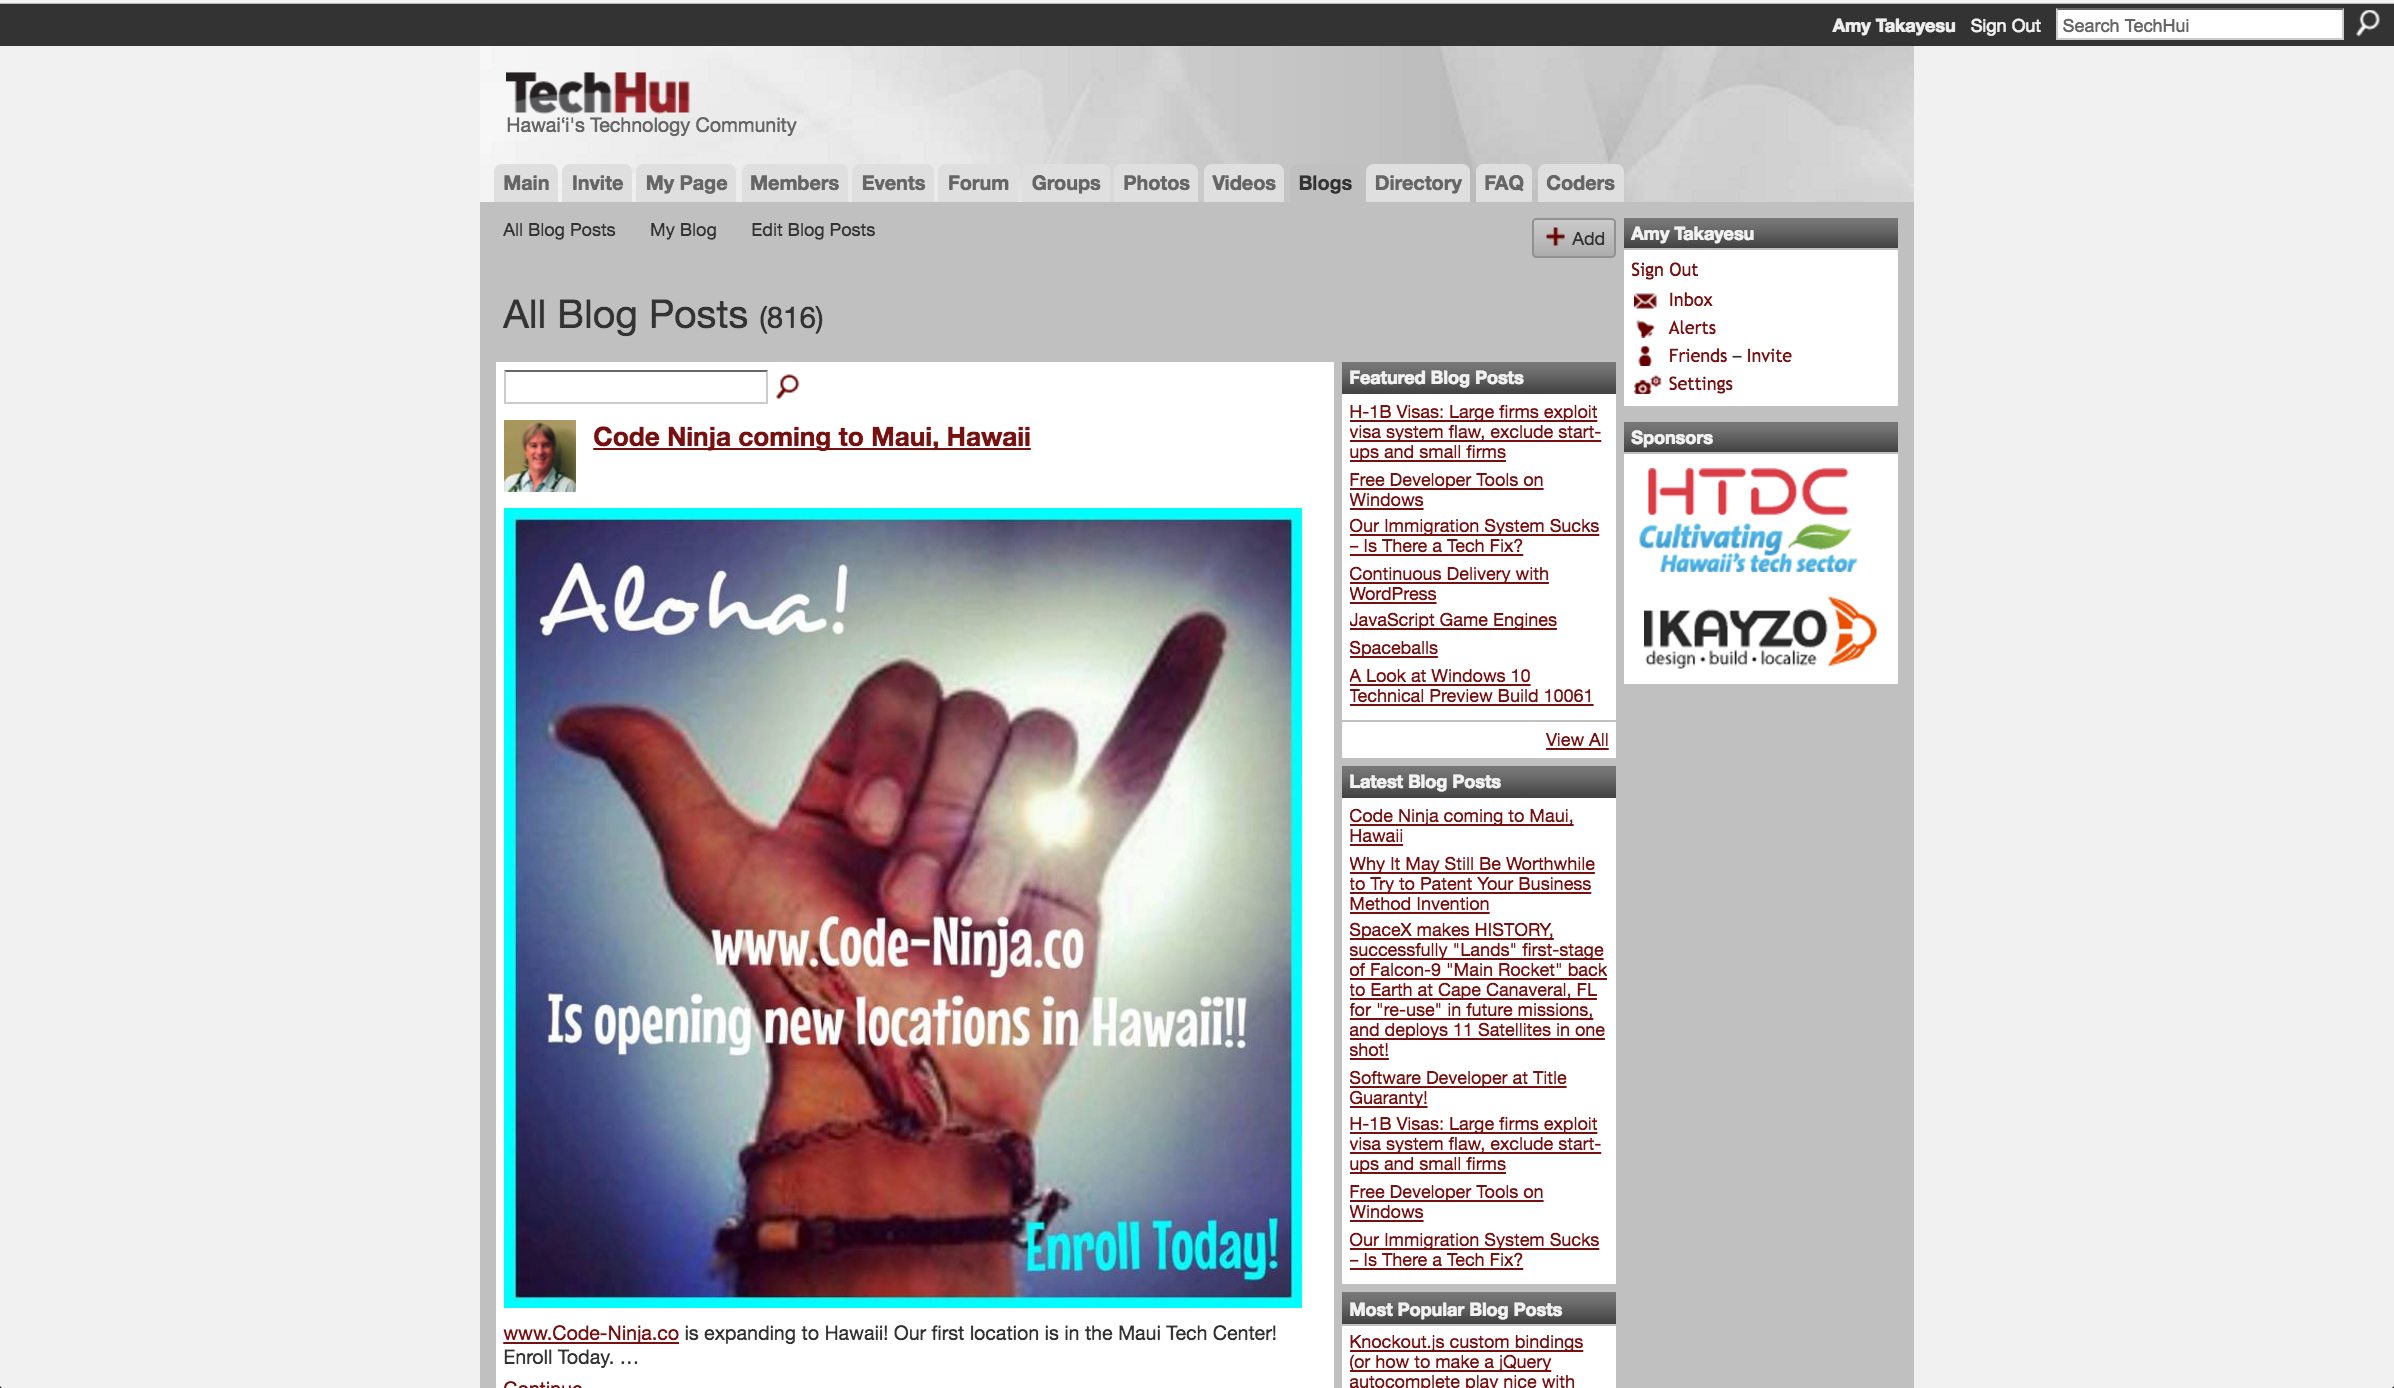 Amy Takayesu Sign Out Search TechHui
TechHui
Hawaiʻi's Technology Community
Main Invite My Page Members Events Forum Groups Photos Videos Blogs Directory FAQ Coders
All Blog Posts My Blog Edit Blog Posts
Add
All Blog Posts (816)
Code Ninja coming to Maui, Hawaii
Aloha!
www.Code-Ninja.co
Is opening new locations in Hawaii!!
Enroll Today!
www.Code-Ninja.co is expanding to Hawaii! Our first location is in the Maui Tech Center!
Enroll Today. …
Continue
Featured Blog Posts
H-1B Visas: Large firms exploit
visa system flaw, exclude start-
ups and small firms
Free Developer Tools on
Windows
Our Immigration System Sucks
– Is There a Tech Fix?
Continuous Delivery with
WordPress
JavaScript Game Engines
Spaceballs
A Look at Windows 10
Technical Preview Build 10061
View All
Latest Blog Posts
Code Ninja coming to Maui,
Hawaii
Why It May Still Be Worthwhile
to Try to Patent Your Business
Method Invention
SpaceX makes HISTORY,
successfully "Lands" first-stage
of Falcon-9 "Main Rocket" back
to Earth at Cape Canaveral, FL
for "re-use" in future missions,
and deploys 11 Satellites in one
shot!
Software Developer at Title
Guaranty!
H-1B Visas: Large firms exploit
visa system flaw, exclude start-
ups and small firms
Free Developer Tools on
Windows
Our Immigration System Sucks
– Is There a Tech Fix?
Most Popular Blog Posts
Knockout.js custom bindings
(or how to make a jQuery
autocomplete play nice with
Amy Takayesu
Sign Out
Inbox
Alerts
Friends – Invite
Settings
Sponsors
HTDC
Cultivating
Hawaii's tech sector
IKAYZO
design • build • localize